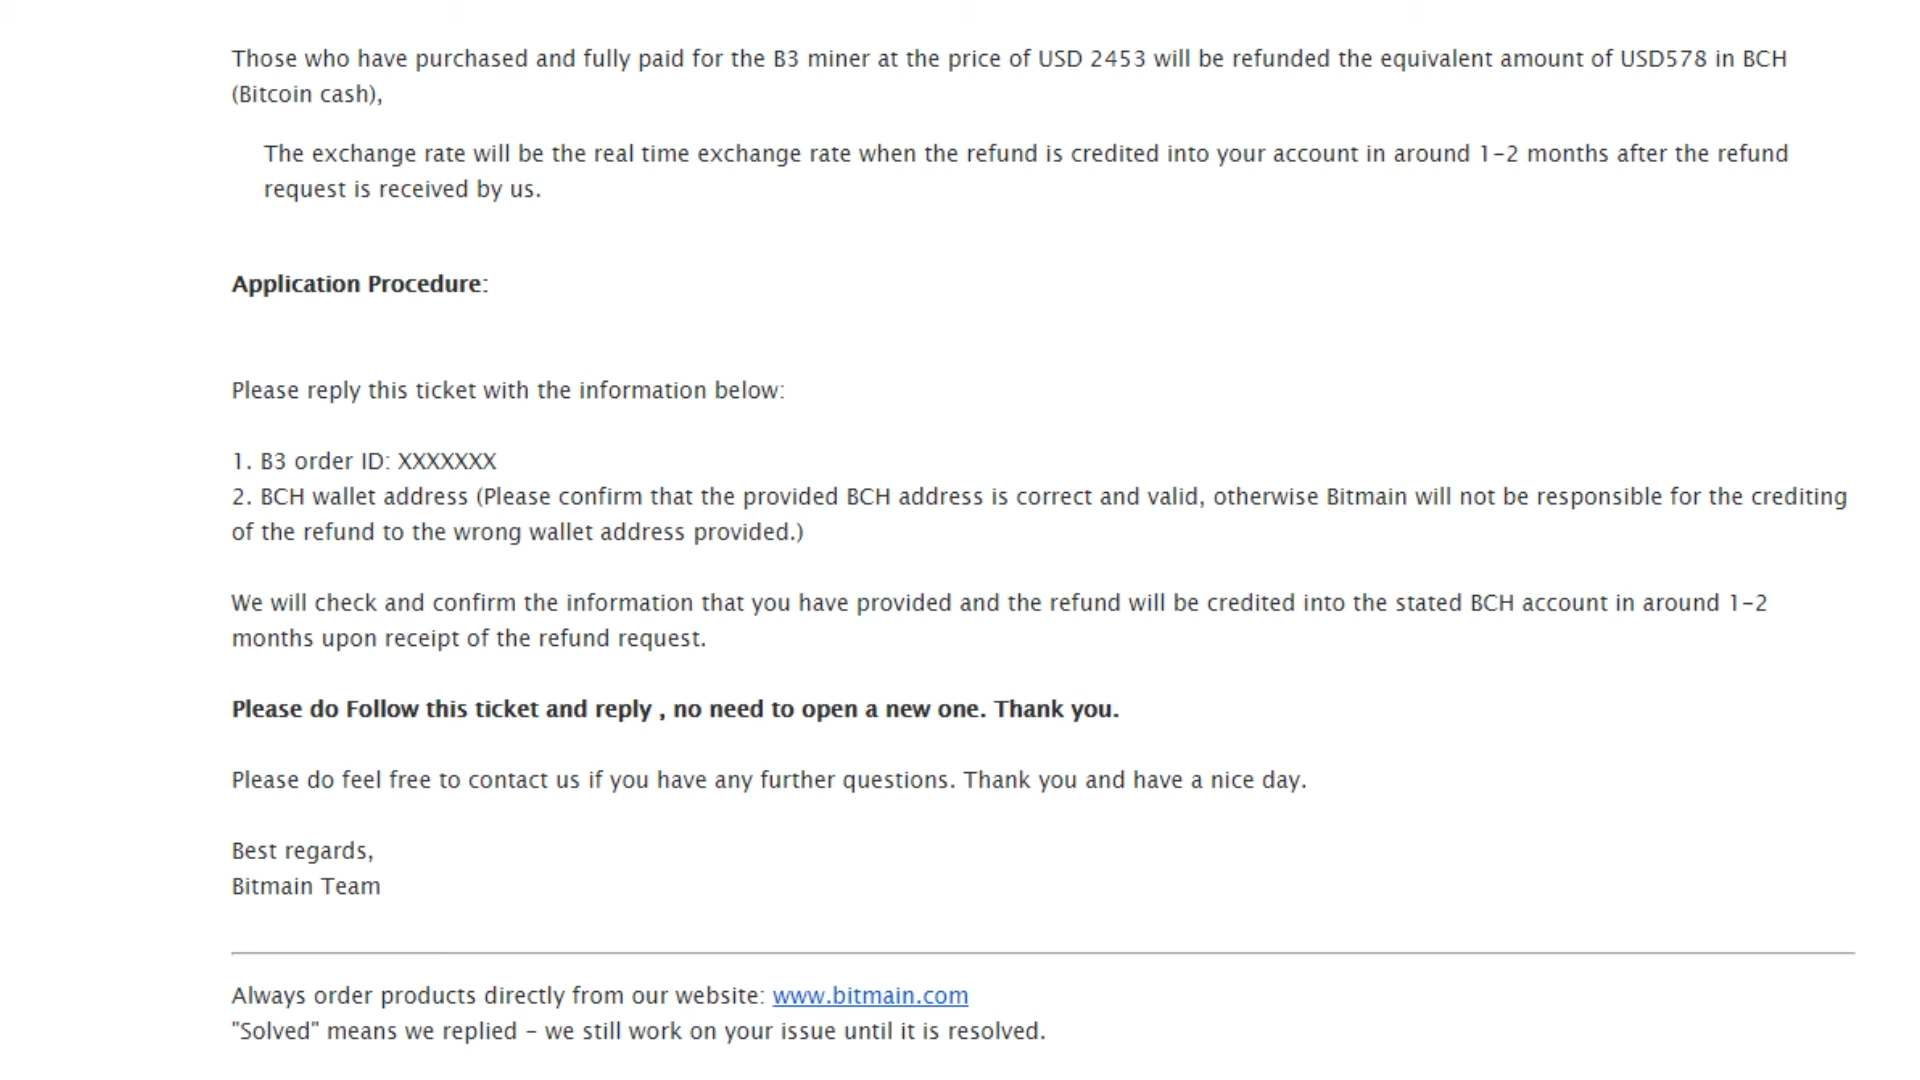 Those who have purchased and fully paid for the B3 miner at the price of USD 2453 will be refunded the equivalent amount of USD578 in BCH
(Bitcoin cash),
The exchange rate will be the real time exchange rate when the refund is credited into your account in around 1-2 months after the refund
request is received by us.
Application Procedure:
Please reply this ticket with the information below:
1. B3 order ID: XXXXXXX
2. BCH wallet address (Please confirm that the provided BCH address is correct and valid, otherwise Bitmain will not be responsible for the crediting
of the refund to the wrong wallet address provided.)
We will check and confirm the information that you have provided and the refund will be credited into the stated BCH account in around 1-2
months upon receipt of the refund request.
Please do Follow this ticket and reply , no need to open a new one. Thank you.
Please do feel free to contact us if you have any further questions. Thank you and have a nice day.
Best regards,
Bitmain Team
Always order products directly from our website: www.bitmain.com
"Solved" means we replied - we still work on your issue until it is resolved.